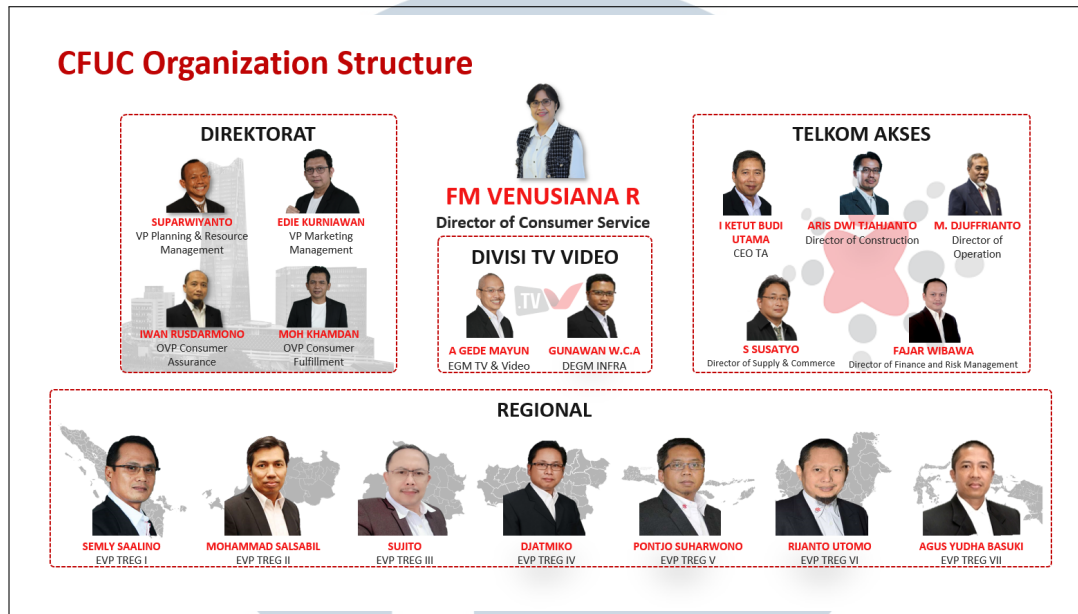 CFUC Organization Structure
DIREKTORAT
SUPARWIYANTO
VP Planning & Resource
Management
EDIE KURNIAWAN
VP Marketing
Management
IWAN RUSDARMONO
OVP Consumer
Assurance
MOH KHAMDAN
OVP Consumer
Fulfillment
FM VENUSIANA R
Director of Consumer Service
DIVISI TV VIDEO
.TV
A GEDE MAYUN
EGM TV & Video
GUNAWAN W.C.A
DEGM INFRA
TELKOM AKSES
I KETUT BUDI
UTAMA
CEO TA
ARIS DWI TJAHJANTO
Director of Construction
M. DJUFFRIANTO
Director of
Operation
S SUSATYO
Director of Supply & Commerce
FAJAR WIBAWA
Director of Finance and Risk Management
REGIONAL
SEMLY SAALINO
EVP TREG I
MOHAMMAD SALSABIL
EVP TREG II
SUJITO
EVP TREG III
DJATMIKO
EVP TREG IV
PONTJO SUHARWONO
EVP TREG V
RIJANTO UTOMO
EVP TREG VI
AGUS YUDHA BASUKI
EVP TREG VII